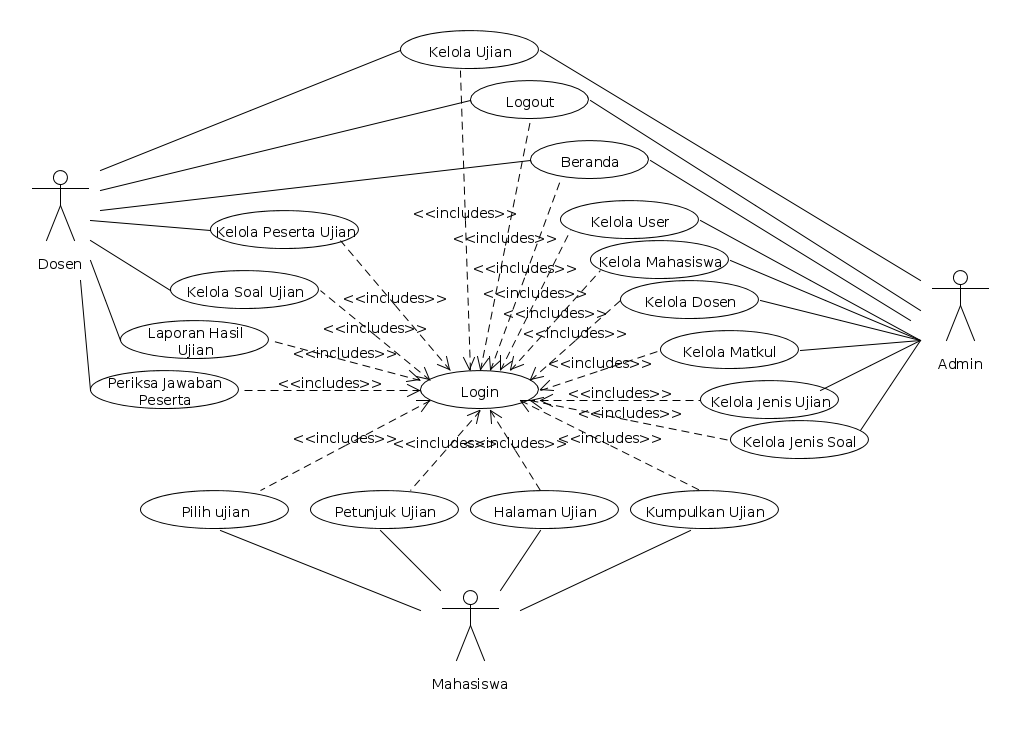 Kelola Ujian
Logout
Beranda
<<includes>>
Kelola User
Kelola Peserta Ujian
<<includes>>
Dosen
Kelola Mahasiswa
<<includes>>
Kelola Soal Ujian
<<includes>>
<<includes>>
Kelola Dosen
<<includes>>
<<includes>>
<<includes>>
Laporan Hasil
Ujian
<<includes>>
<<includes>>
Kelola Matkul
<<includes>>
Admin
Periksa Jawaban
Peserta
<<includes>>
Login
<<includes>>
Kelola Jenis Ujian
<<includes>>
<<includes>>
<<includes>>
<<includes>>
<<includes>>
Kelola Jenis Soal
Pilih ujian
Petunjuk Ujian
Halaman Ujian
Kumpulkan Ujian
Mahasiswa